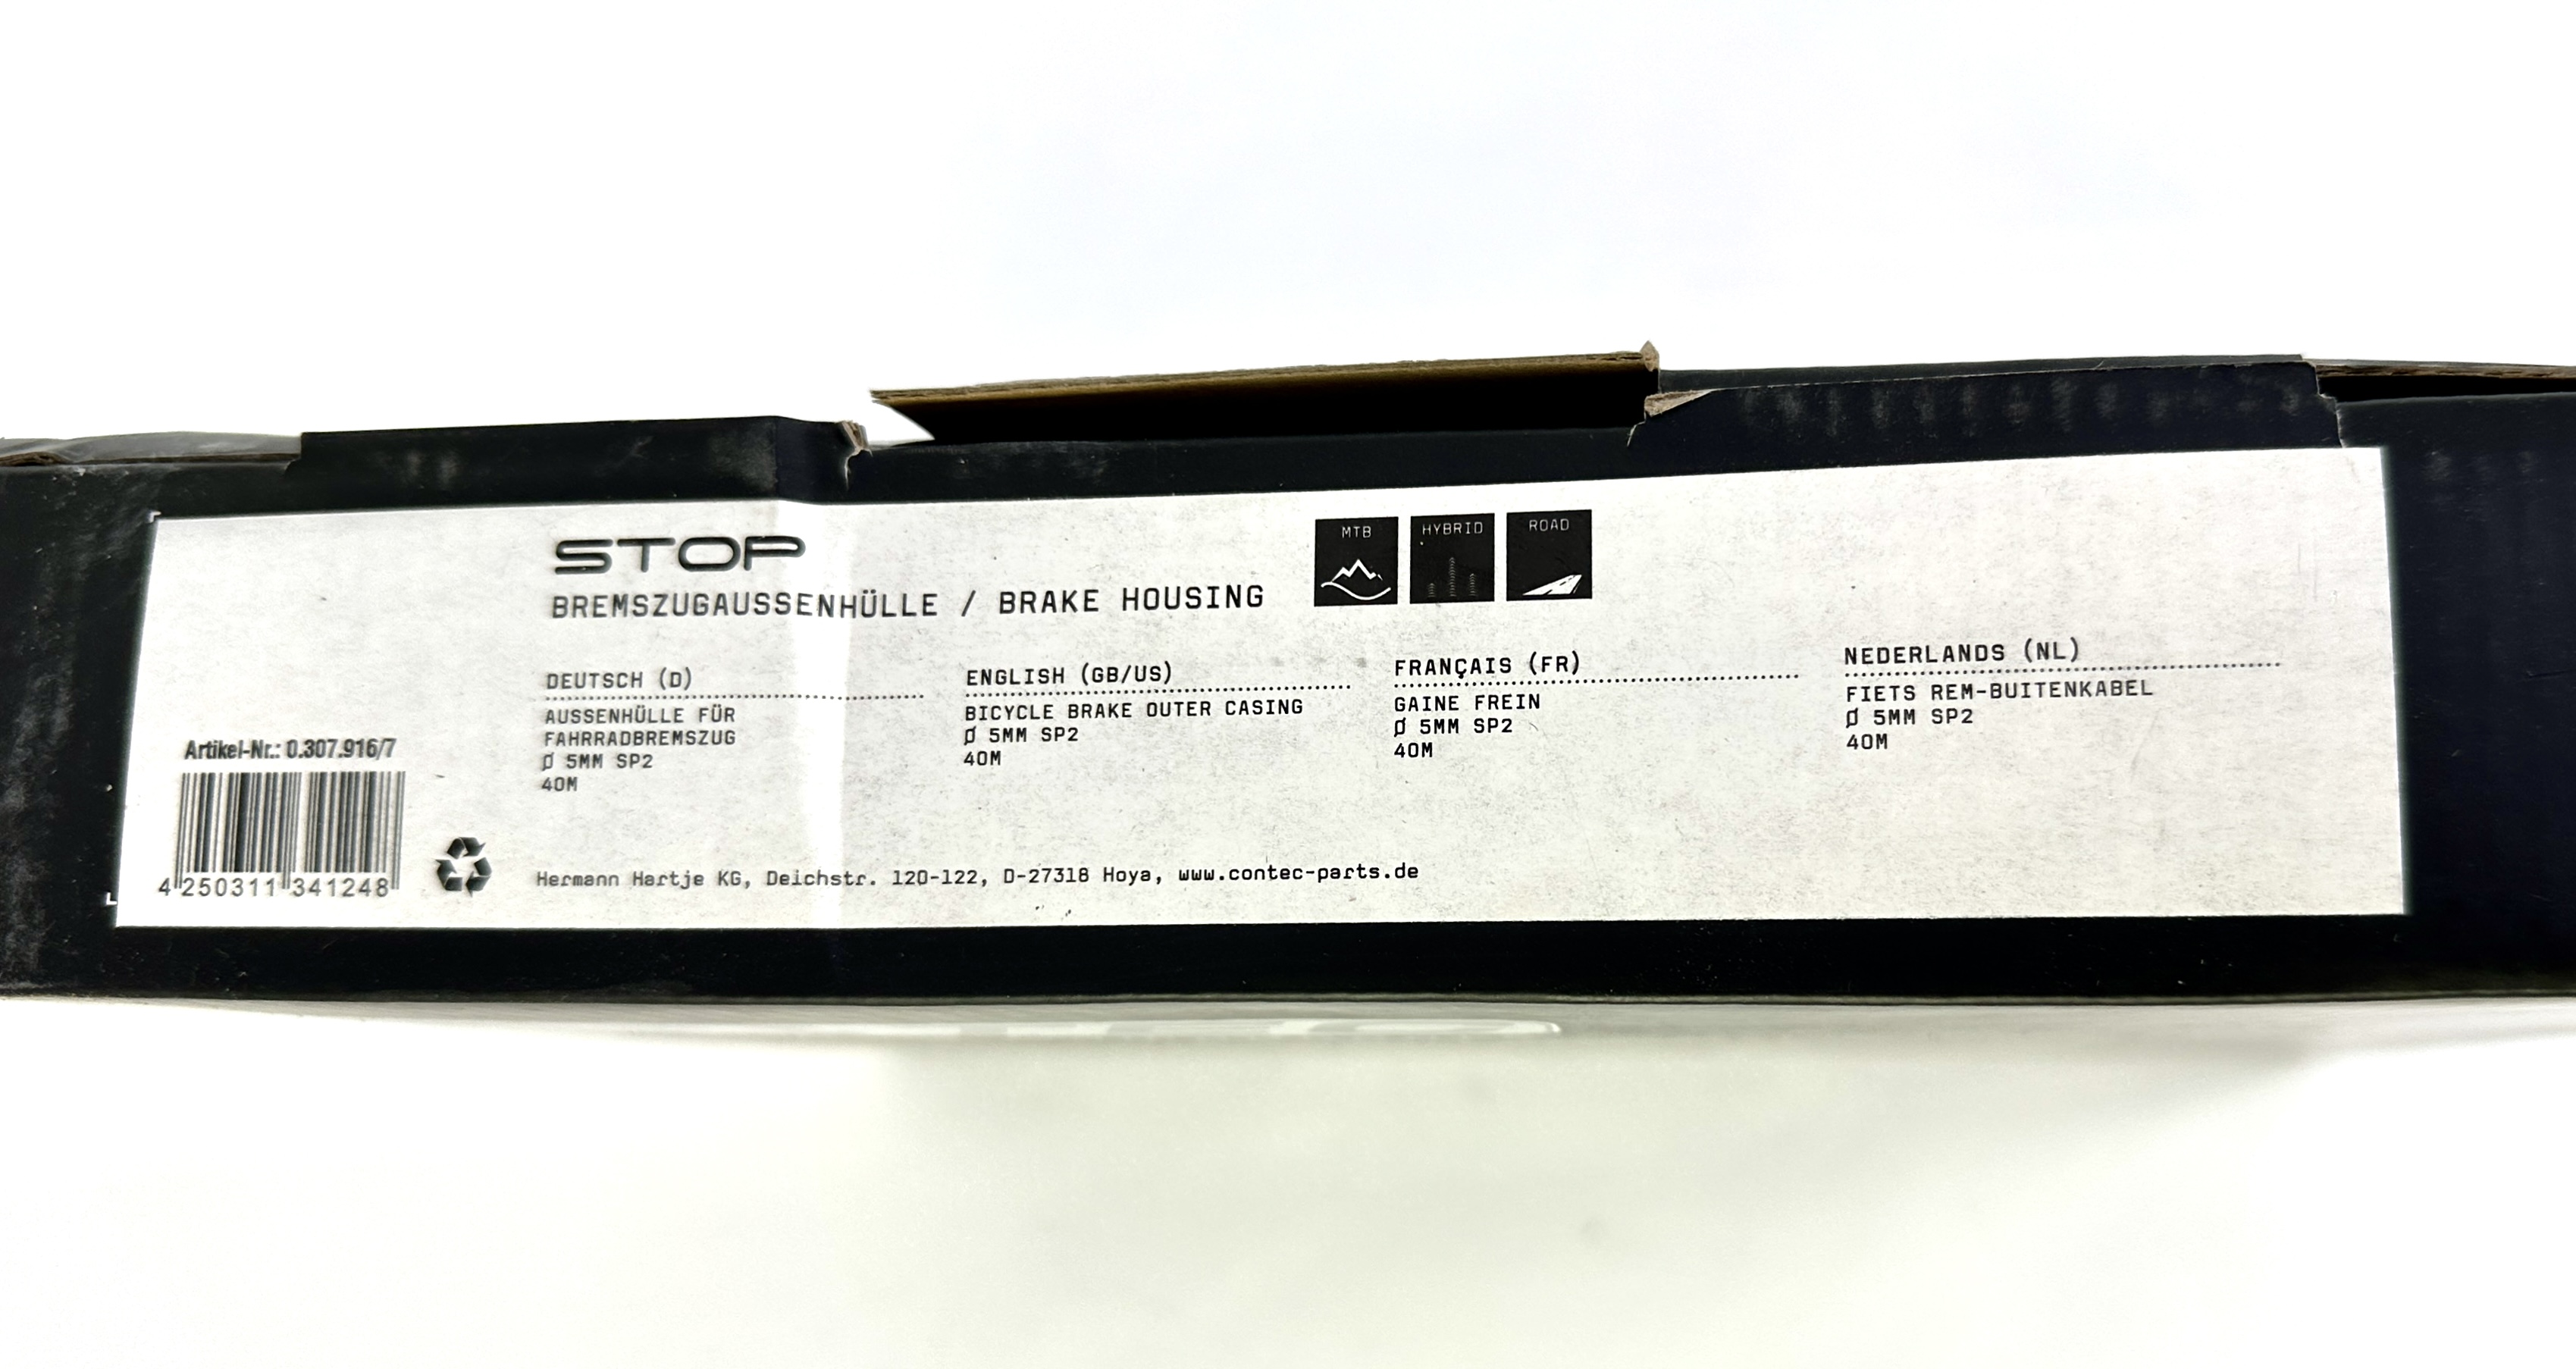 STOP
BREMSZUGAUSSENHÜLLE / BRAKE HOUSING
MTB
HYBRID
ROAD
DEUTSCH (D)
AUSSENHÜLLE FÜR
FAHRRADBREMSZUG
Ø 5MM SP2
40M
ENGLISH (GB/US)
BICYCLE BRAKE OUTER CASING
Ø 5MM SP2
40M
FRANÇAIS (FR)
GAINE FREIN
Ø 5MM SP2
40M
NEDERLANDS (NL)
FIETS REM-BUITENKABEL
Ø 5MM SP2
40M
Artikel-Nr.: 0.307.916/7
4 250311 341248
Hermann Hartje KG, Deichstr. 120-122, D-27318 Hoya, www.contec-parts.de